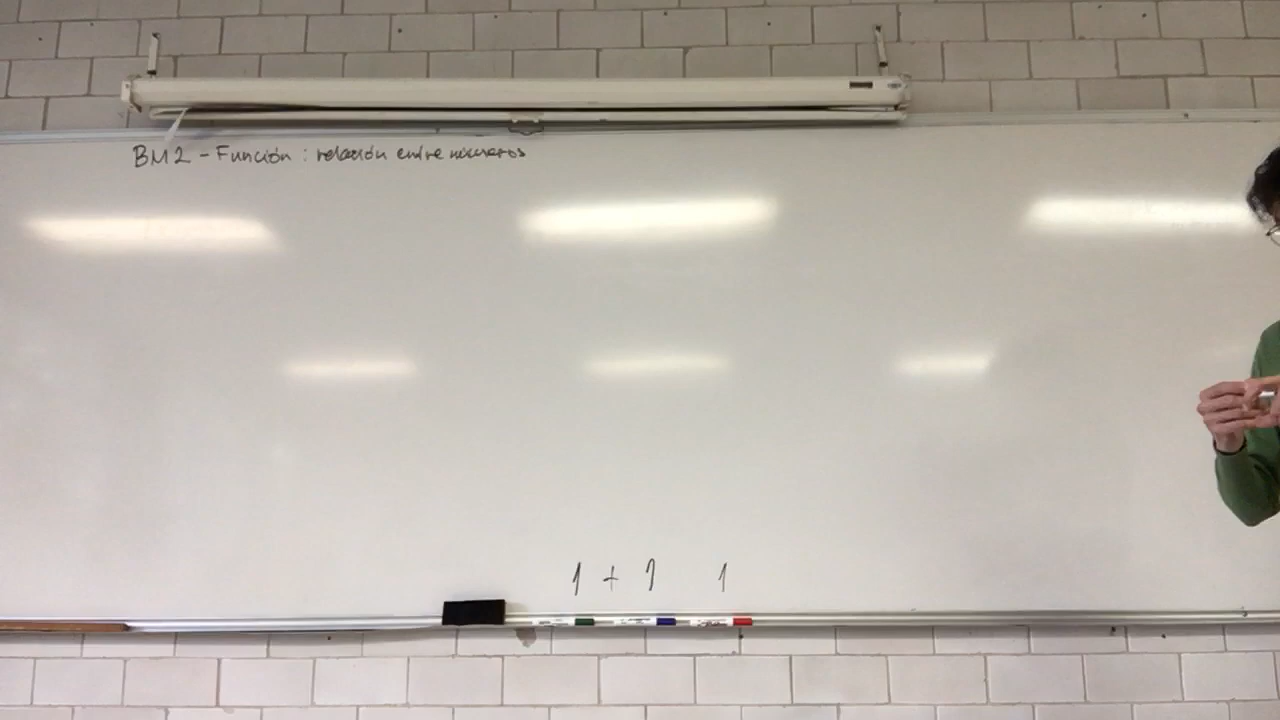 BM2 - Función : relación entre números
1 + 1 1